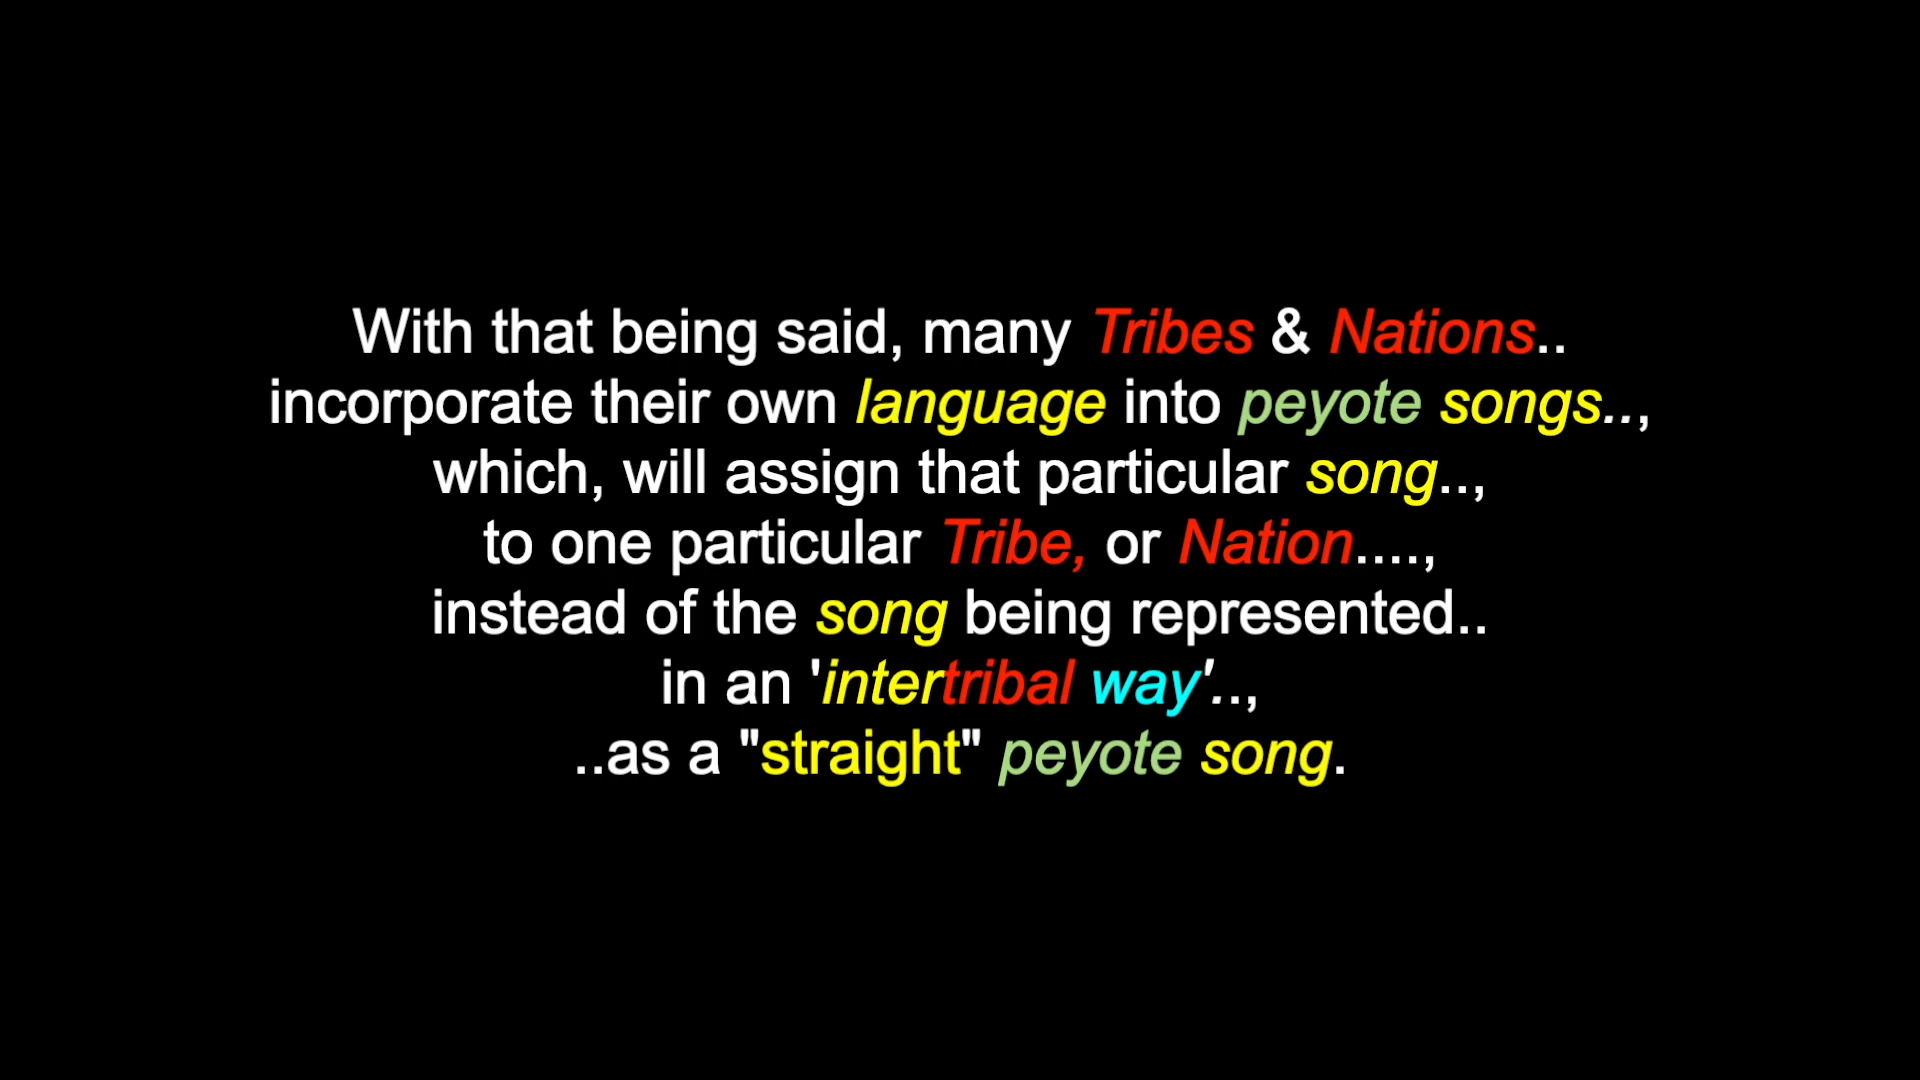 With that being said, many Tribes & Nations..
incorporate their own language into peyote songs..,
which, will assign that particular song..,
to one particular Tribe, or Nation....,
instead of the song being represented..
in an 'intertribal way'..,
..as a "straight" peyote song.